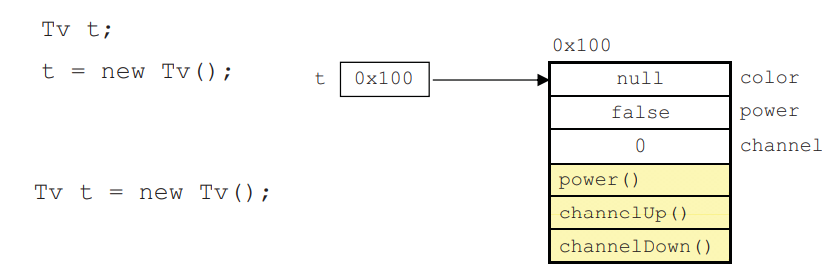 Tv t;
t = new Tv();
Tv t = new Tv();
t
0x100
0x100
null color
false power
0 channel
power()
channelUp()
channelDown()